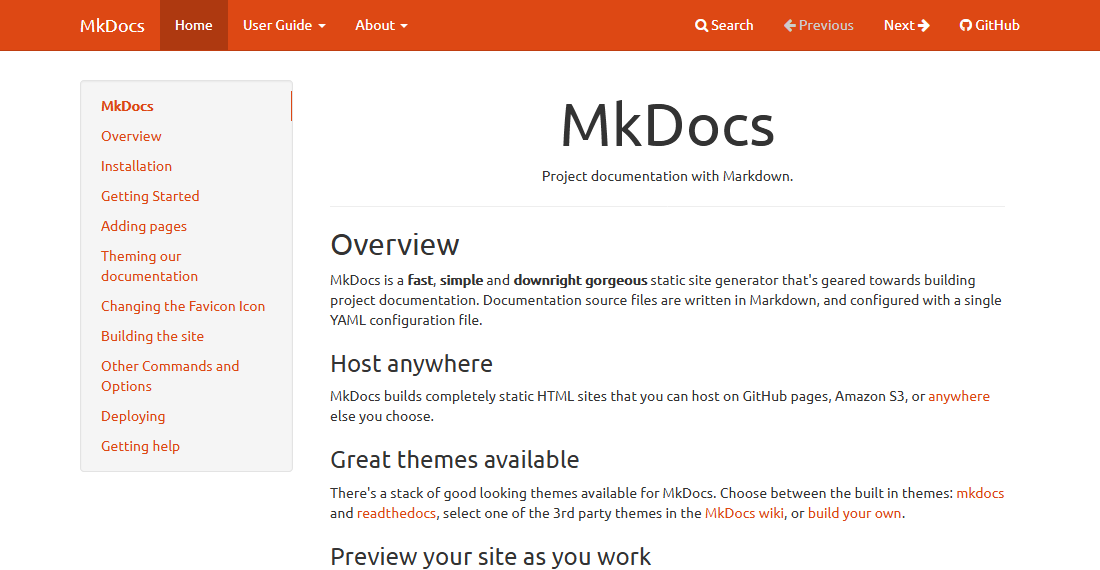 MkDocs Home User Guide About Search Previous Next GitHub
MkDocs
Overview
Installation
Getting Started
Adding pages
Theming our
documentation
Changing the Favicon Icon
Building the site
Other Commands and
Options
Deploying
Getting help
MkDocs
Project documentation with Markdown.
Overview
MkDocs is a fast, simple and downright gorgeous static site generator that's geared towards building
project documentation. Documentation source files are written in Markdown, and configured with a single
YAML configuration file.
Host anywhere
MkDocs builds completely static HTML sites that you can host on GitHub pages, Amazon S3, or anywhere
else you choose.
Great themes available
There's a stack of good looking themes available for MkDocs. Choose between the built in themes: mkdocs
and readthedocs, select one of the 3rd party themes in the MkDocs wiki, or build your own.
Preview your site as you work